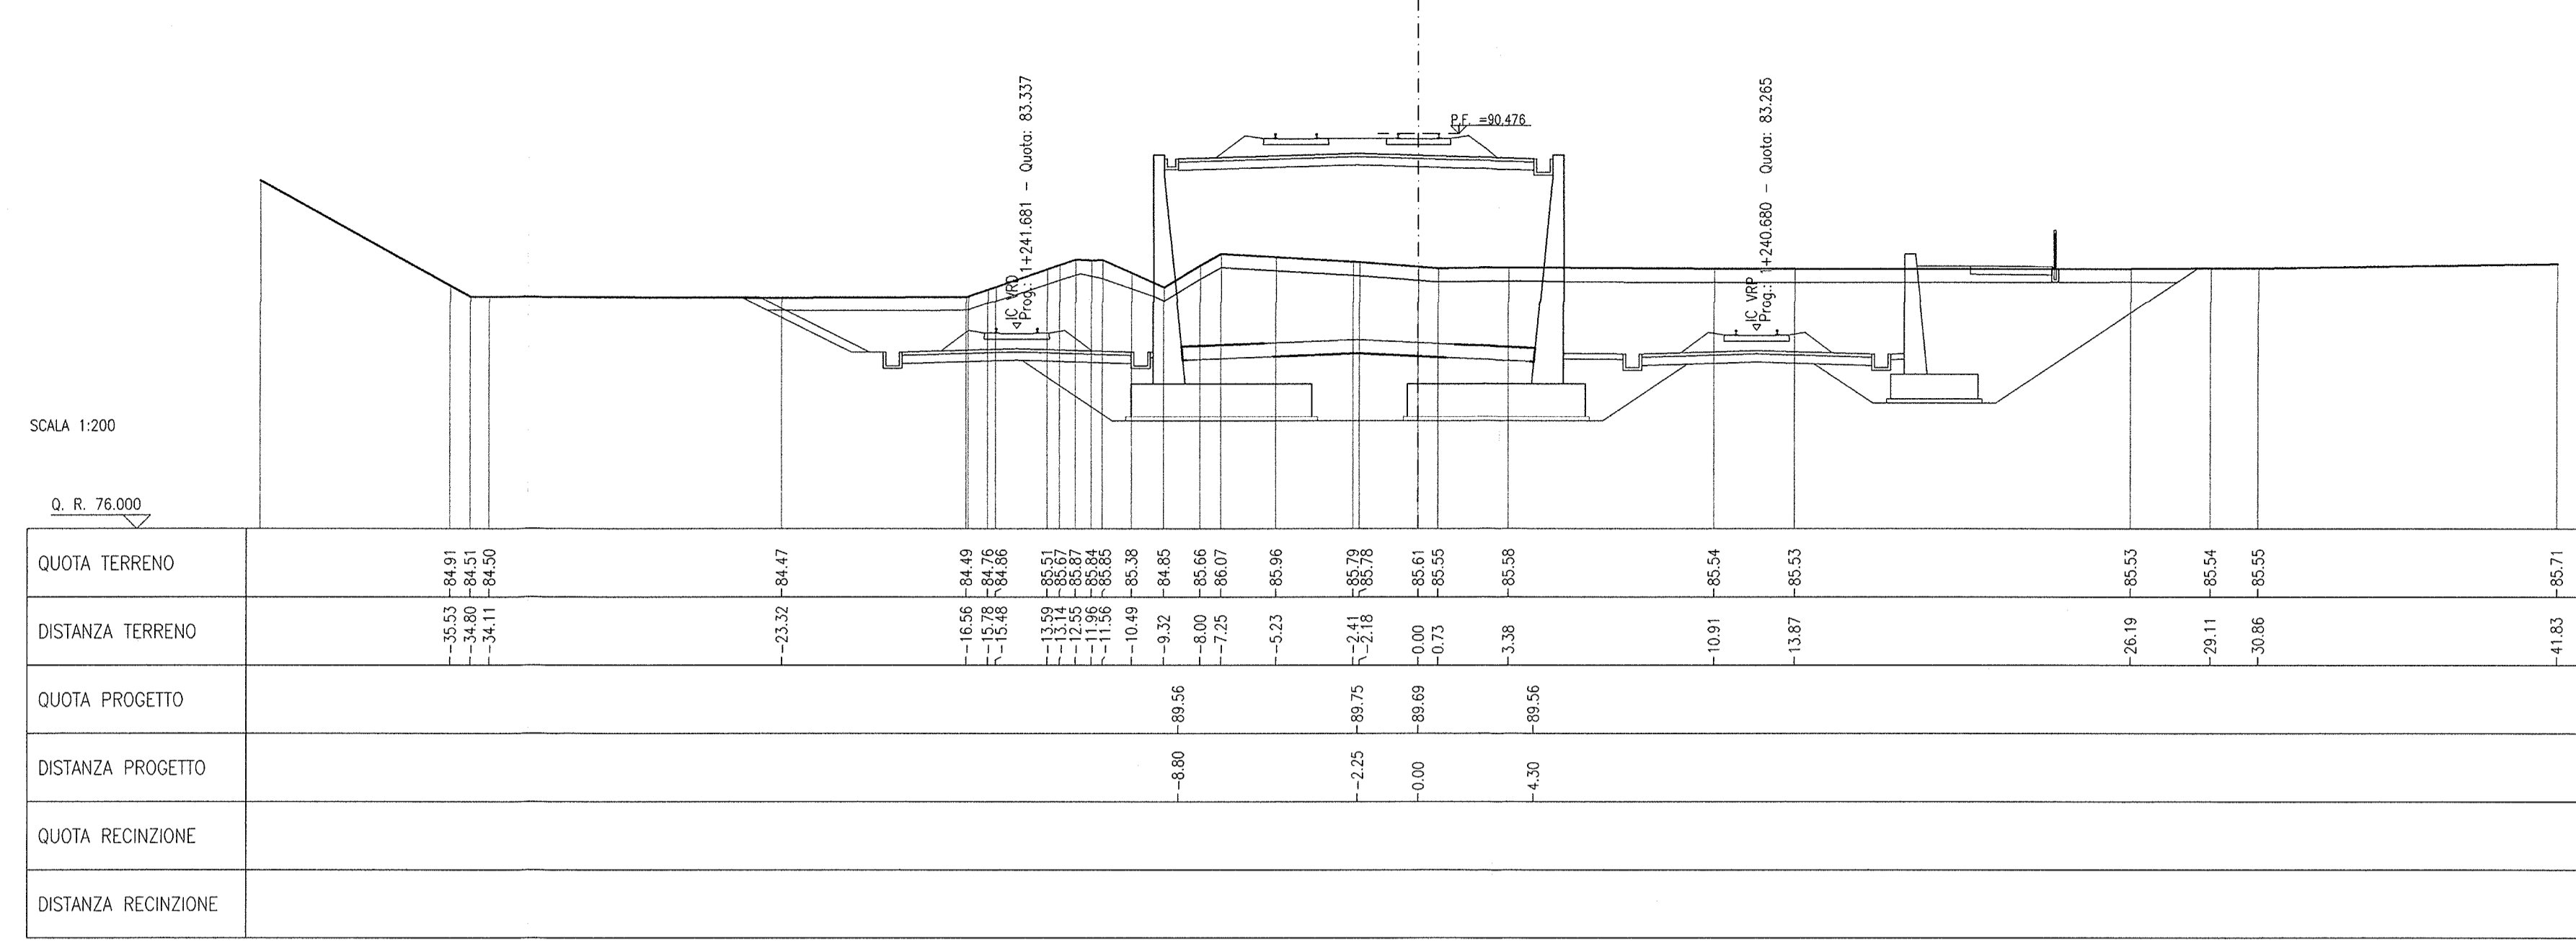 IC VRD
Prog.: 1+241.681 - Quota: 83.337
P.F. =90.476
IC VRP
Prog.: 1+240.680 - Quota: 83.265
SCALA 1:200
Q. R. 76.000
QUOTA TERRENO 84.91 84.51 84.50 84.47 84.49 84.76 84.86 85.51 85.67 85.87 85.84 85.85 85.38 84.85 85.66 86.07 85.96 85.79 85.78 85.61 85.55 85.58 85.54 85.53 85.53 85.54 85.55 85.71
DISTANZA TERRENO -35.53 -34.80 -34.11 -23.32 -16.56 -15.78 -15.48 -13.59 -13.14 -12.55 -11.96 -11.56 -10.49 -9.32 -8.00 -7.25 -5.23 -2.41 -2.18 0.00 0.73 3.38 10.91 13.87 26.19 29.11 30.86 41.83
QUOTA PROGETTO 89.56 89.75 89.69 89.56
DISTANZA PROGETTO -8.80 -2.25 0.00 4.30
QUOTA RECINZIONE
DISTANZA RECINZIONE